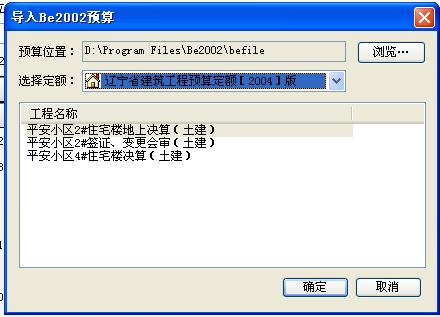 导入Be2002预算
预算位置: D:\Program Files\Be2002\befile 浏览…
选择定额: 辽宁省建筑工程预算定额【2004】版
工程名称
平安小区2#住宅楼地上决算(土建)
平安小区2#签证、变更会审(土建)
平安小区4#住宅楼决算(土建)
确定 取消